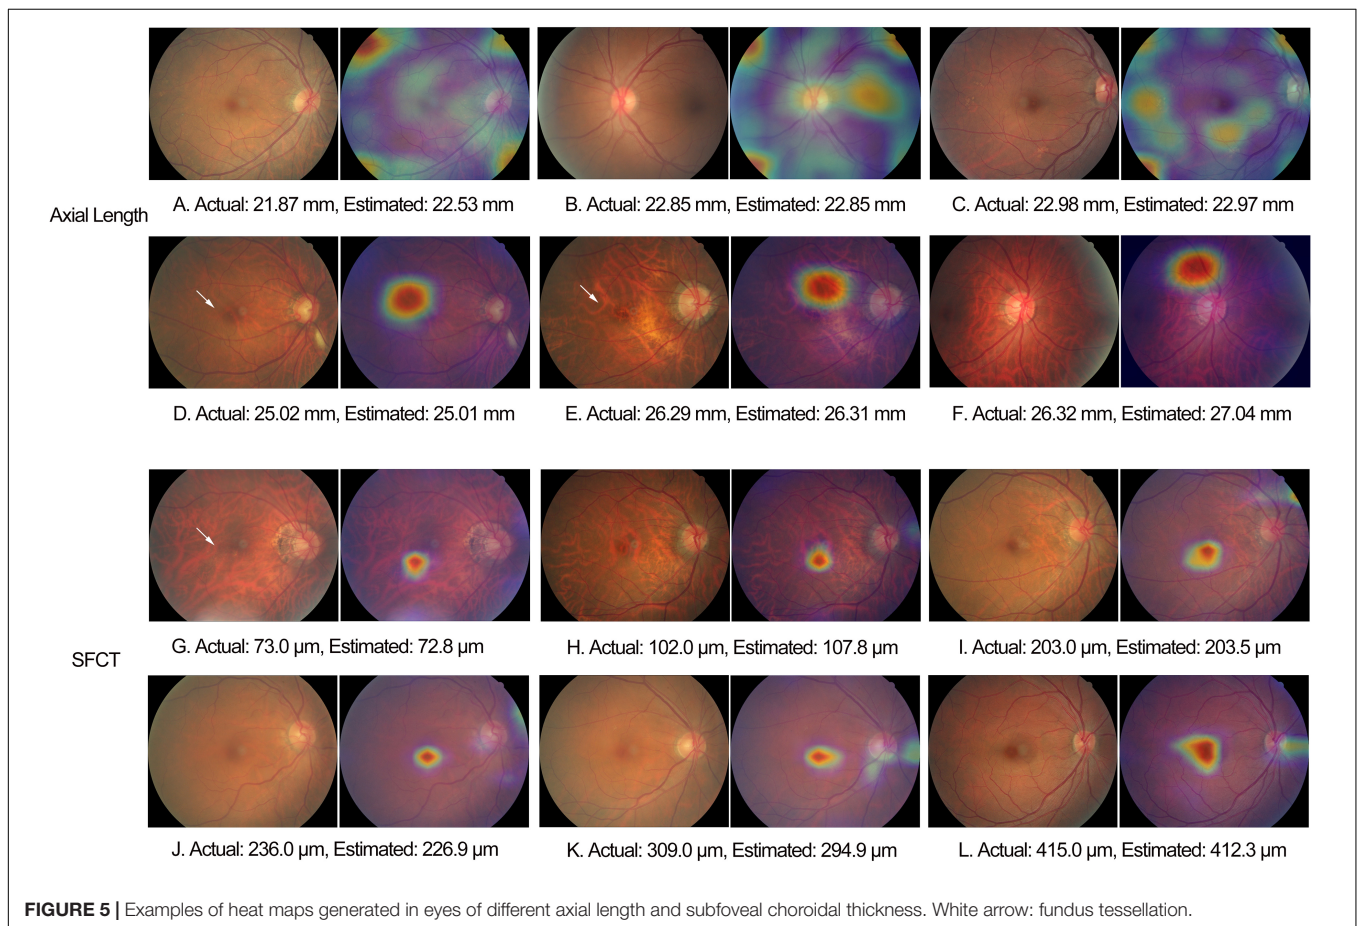 Axial Length
A. Actual: 21.87 mm, Estimated: 22.53 mm
B. Actual: 22.85 mm, Estimated: 22.85 mm
C. Actual: 22.98 mm, Estimated: 22.97 mm
D. Actual: 25.02 mm, Estimated: 25.01 mm
E. Actual: 26.29 mm, Estimated: 26.31 mm
F. Actual: 26.32 mm, Estimated: 27.04 mm
SFCT
G. Actual: 73.0 µm, Estimated: 72.8 µm
H. Actual: 102.0 µm, Estimated: 107.8 µm
I. Actual: 203.0 µm, Estimated: 203.5 µm
J. Actual: 236.0 µm, Estimated: 226.9 µm
K. Actual: 309.0 µm, Estimated: 294.9 µm
L. Actual: 415.0 µm, Estimated: 412.3 µm
FIGURE 5 | Examples of heat maps generated in eyes of different axial length and subfoveal choroidal thickness. White arrow: fundus tessellation.